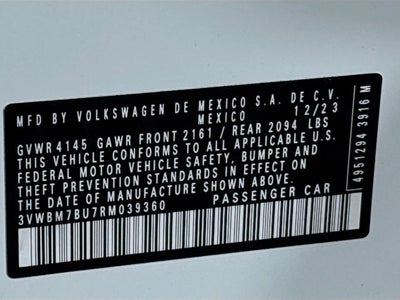 MFD BY VOLKSWAGEN DE MEXICO S.A. DE C.V.
MEXICO 12/23
GVWR 4145 GAWR FRONT 2161 / REAR 2094 LBS
THIS VEHICLE CONFORMS TO ALL APPLICABLE U.S.
FEDERAL MOTOR VEHICLE SAFETY, BUMPER AND
THEFT PREVENTION STANDARDS IN EFFECT ON
THE DATE OF MANUFACTURE SHOWN ABOVE.
3VWBM7BU7RM039360 PASSENGER CAR
4951294 3916 M